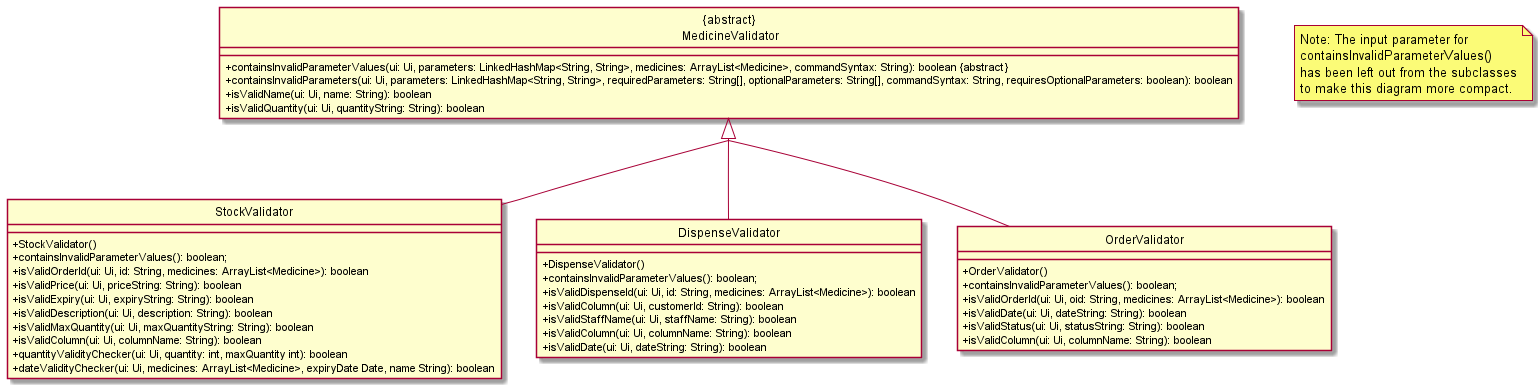 {abstract}
MedicineValidator
+containsInvalidParameterValues(ui: Ui, parameters: LinkedHashMap<String, String>, medicines: ArrayList<Medicine>, commandSyntax: String): boolean {abstract}
+containsInvalidParameters(ui: Ui, parameters: LinkedHashMap<String, String>, requiredParameters: String[], optionalParameters: String[], commandSyntax: String, requiresOptionalParameters: boolean): boolean
+isValidName(ui: Ui, name: String): boolean
+isValidQuantity(ui: Ui, quantityString: String): boolean
Note: The input parameter for
containsInvalidParameterValues()
has been left out from the subclasses
to make this diagram more compact.
StockValidator
+StockValidator()
+containsInvalidParameterValues(): boolean;
+isValidOrderId(ui: Ui, id: String, medicines: ArrayList<Medicine>): boolean
+isValidPrice(ui: Ui, priceString: String): boolean
+isValidExpiry(ui: Ui, expiryString: String): boolean
+isValidDescription(ui: Ui, description: String): boolean
+isValidMaxQuantity(ui: Ui, maxQuantityString: String): boolean
+isValidColumn(ui: Ui, columnName: String): boolean
+quantityValidityChecker(ui: Ui, quantity: int, maxQuantity int): boolean
+dateValidityChecker(ui: Ui, medicines: ArrayList<Medicine>, expiryDate Date, name String): boolean
DispenseValidator
+DispenseValidator()
+containsInvalidParameterValues(): boolean;
+isValidDispenseId(ui: Ui, id: String, medicines: ArrayList<Medicine>): boolean
+isValidColumn(ui: Ui, customerId: String): boolean
+isValidStaffName(ui: Ui, staffName: String): boolean
+isValidColumn(ui: Ui, columnName: String): boolean
+isValidDate(ui: Ui, dateString: String): boolean
OrderValidator
+OrderValidator()
+containsInvalidParameterValues(): boolean;
+isValidOrderId(ui: Ui, oid: String, medicines: ArrayList<Medicine>): boolean
+isValidDate(ui: Ui, dateString: String): boolean
+isValidStatus(ui: Ui, statusString: String): boolean
+isValidColumn(ui: Ui, columnName: String): boolean